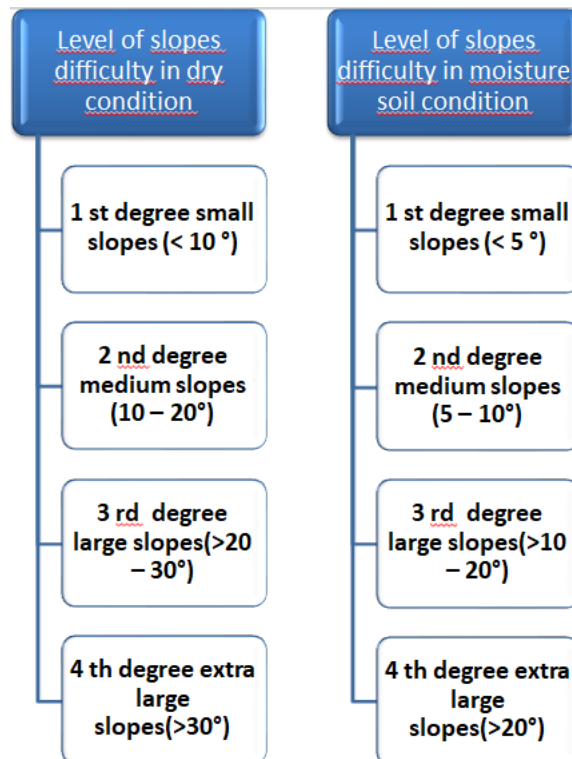 Level of slopes
difficulty in dry
condition
1 st degree small
slopes (< 10 °)
2 nd degree
medium slopes
(10 – 20°)
3 rd degree
large slopes(>20
– 30°)
4 th degree extra
large
slopes(>30°)
Level of slopes
difficulty in moisture
soil condition
1 st degree small
slopes (< 5 °)
2 nd degree
medium slopes
(5 – 10°)
3 rd degree
large slopes(>10
– 20°)
4 th degree extra
large
slopes(>20°)